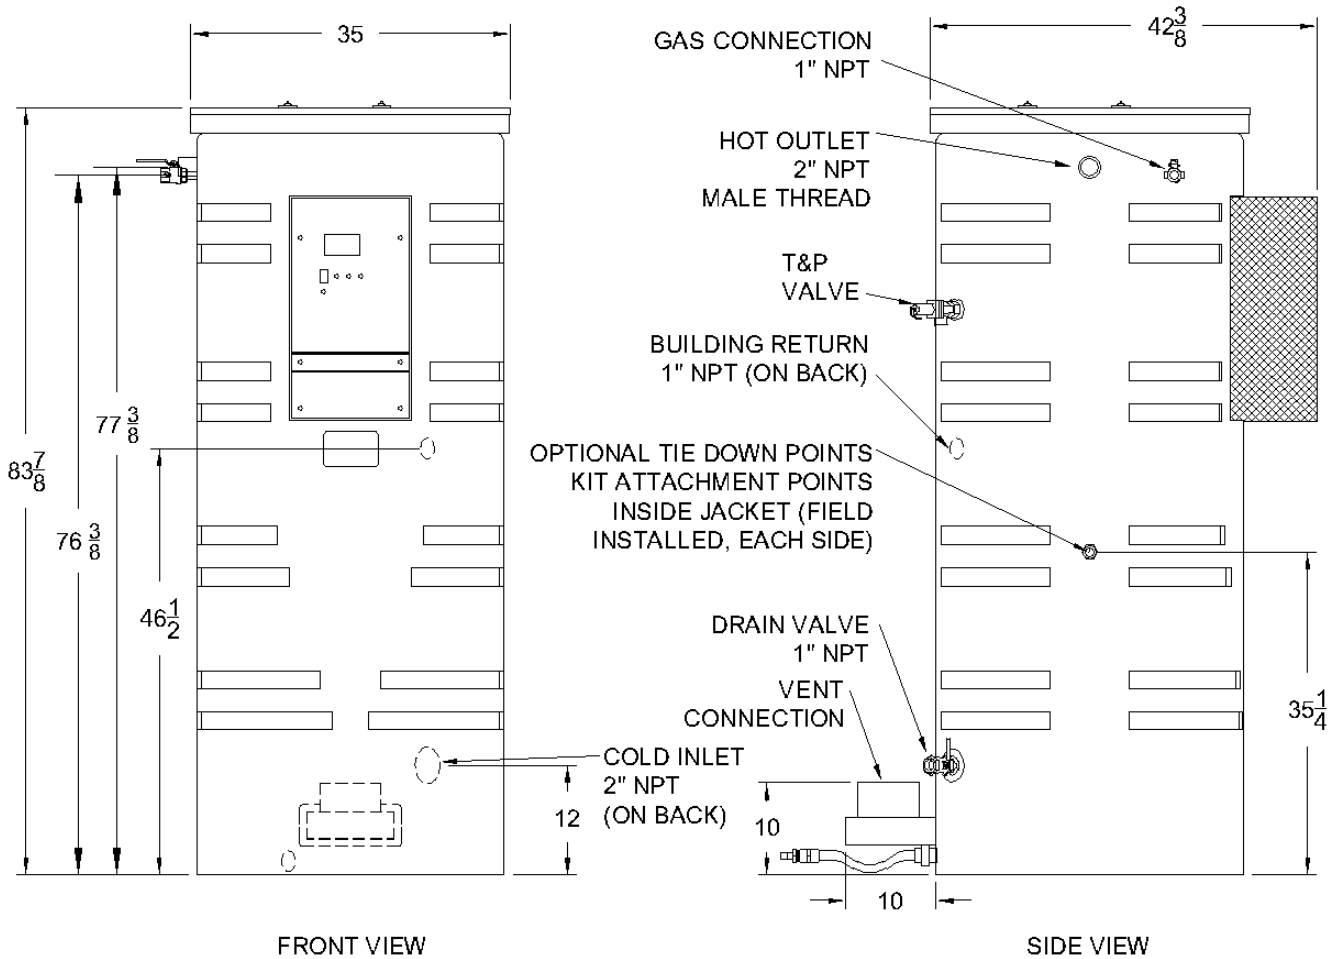 35
42 3/8
GAS CONNECTION
1" NPT
HOT OUTLET
2" NPT
MALE THREAD
T&P
VALVE
BUILDING RETURN
1" NPT (ON BACK)
77 3/8
83 7/8
OPTIONAL TIE DOWN POINTS
KIT ATTACHMENT POINTS
INSIDE JACKET (FIELD
INSTALLED, EACH SIDE)
76 3/8
46 1/2
DRAIN VALVE
1" NPT
VENT
CONNECTION
35 1/4
COLD INLET
2" NPT
(ON BACK)
12
10
10
FRONT VIEW
SIDE VIEW